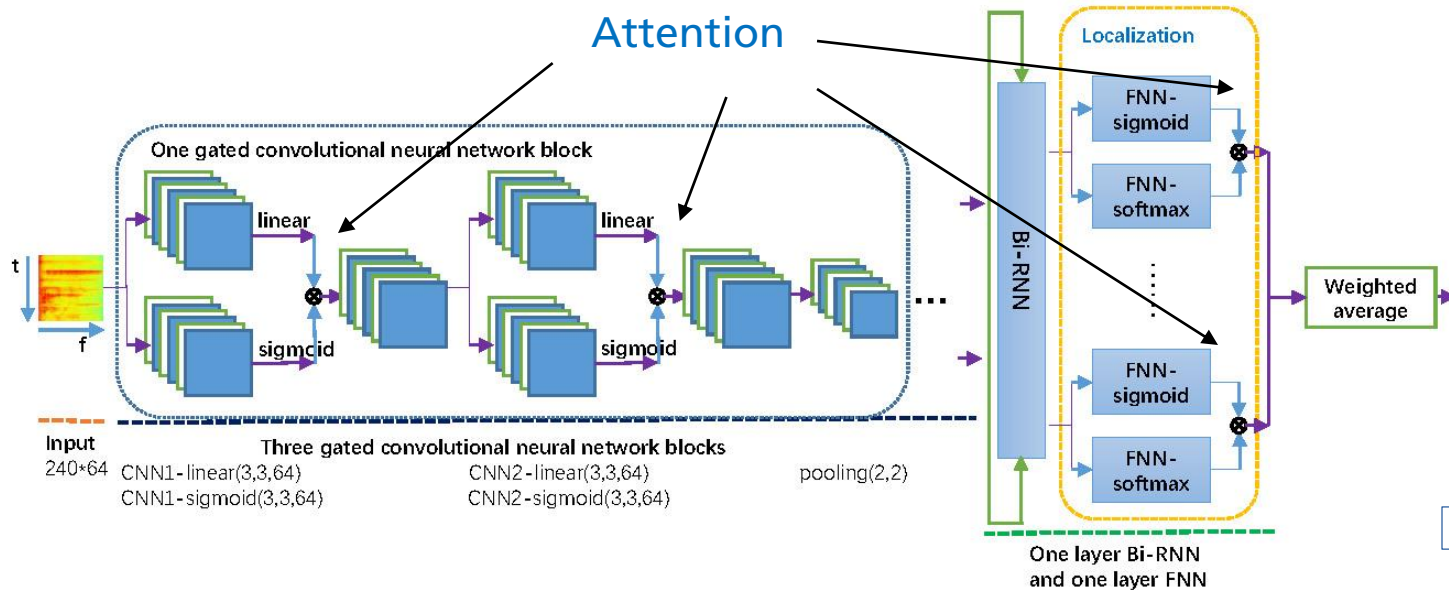 Attention
Localization
One gated convolutional neural network block
linear
sigmoid
linear
sigmoid
t
f
...
Bi-RNN
FNN-
sigmoid
FNN-
softmax
......
FNN-
sigmoid
FNN-
softmax
Weighted
average
Input
240*64
Three gated convolutional neural network blocks
CNN1-linear(3,3,64)
CNN1-sigmoid(3,3,64)
CNN2-linear(3,3,64)
CNN2-sigmoid(3,3,64)
pooling(2,2)
One layer Bi-RNN
and one layer FNN